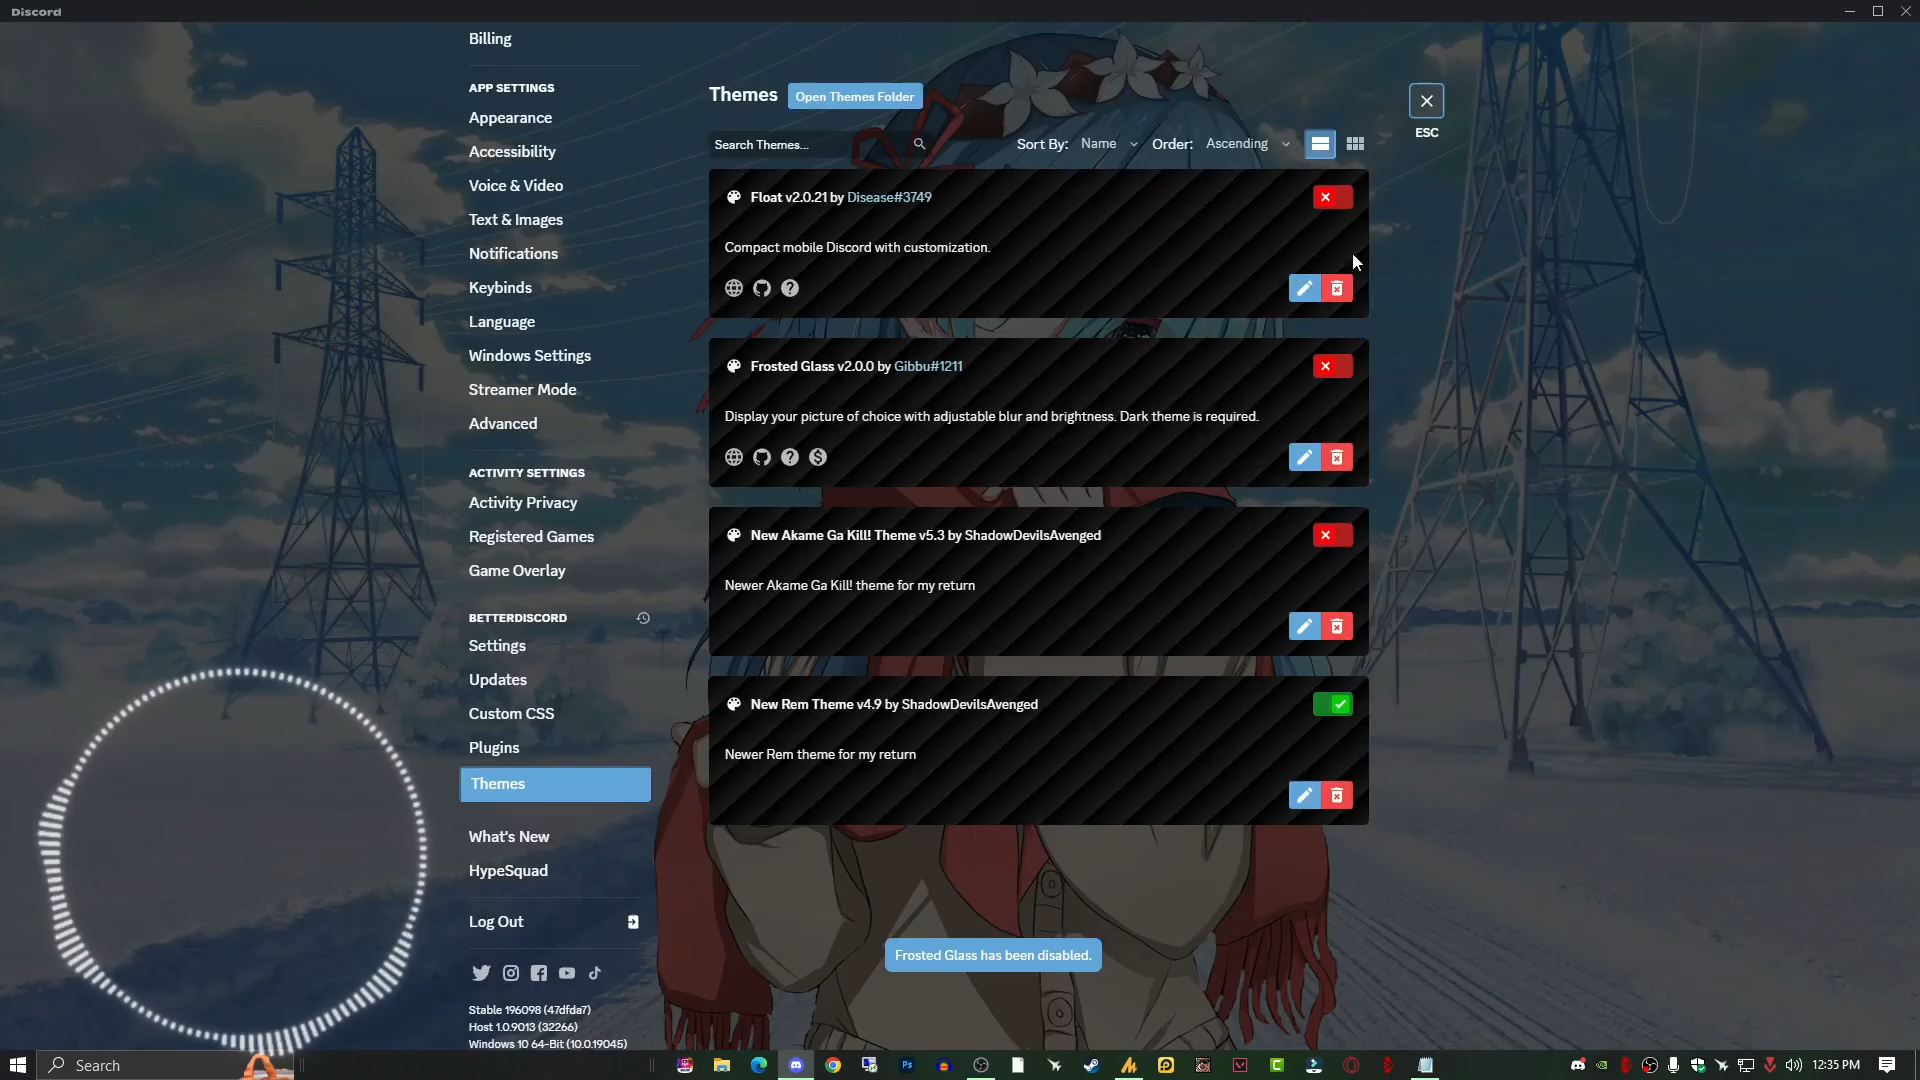 Discord
Billing
APP SETTINGS
Appearance
Accessibility
Voice & Video
Text & Images
Notifications
Keybinds
Language
Windows Settings
Streamer Mode
Advanced
ACTIVITY SETTINGS
Activity Privacy
Registered Games
Game Overlay
BETTERDISCORD
Settings
Updates
Custom CSS
Plugins
Themes
What's New
HypeSquad
Log Out
Stable 196098 (47dfda7)
Host 1.0.9013 (32266)
Windows 10 64-Bit (10.0.19045)
Themes Open Themes Folder
ESC
Search Themes... Sort By: Name Order: Ascending
Float v2.0.21 by Disease#3749
Compact mobile Discord with customization.
Frosted Glass v2.0.0 by Gibbu#1211
Display your picture of choice with adjustable blur and brightness. Dark theme is required.
New Akame Ga Kill! Theme v5.3 by ShadowDevilsAvenged
Newer Akame Ga Kill! theme for my return
New Rem Theme v4.9 by ShadowDevilsAvenged
Newer Rem theme for my return
Frosted Glass has been disabled.
Search
Ps
12:35 PM